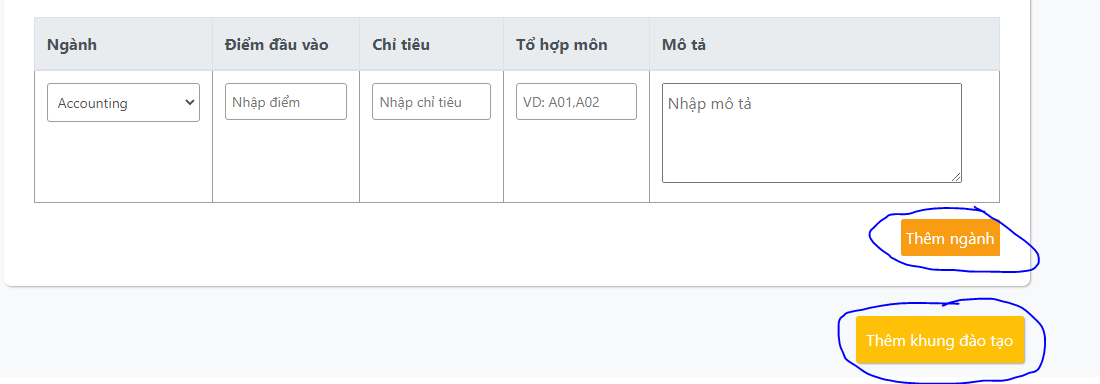 Ngành Điểm đầu vào Chỉ tiêu Tổ hợp môn Mô tả
Accounting Nhập điểm Nhập chỉ tiêu VD: A01,A02 Nhập mô tả
Thêm ngành
Thêm khung đào tạo